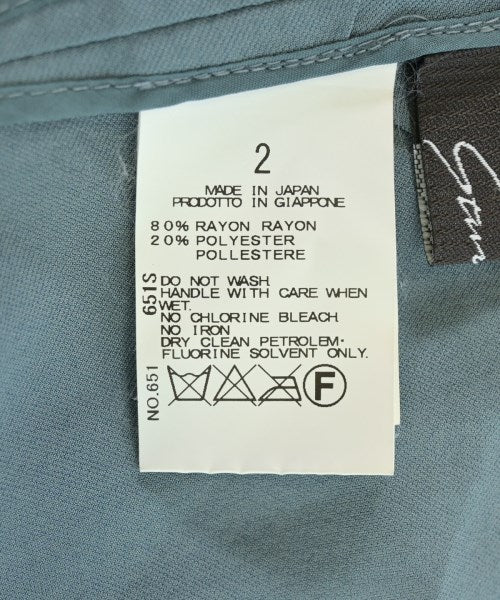 2
MADE IN JAPAN
PRODOTTO IN GIAPPONE
80% RAYON RAYON
20% POLYESTER
POLLESTERE
DO NOT WASH
HANDLE WITH CARE WHEN
WET.
NO CHLORINE BLEACH
NO IRON
DRY CLEAN PETROLEM·
FLUORINE SOLVENT ONLY.
F
NO.651
651S